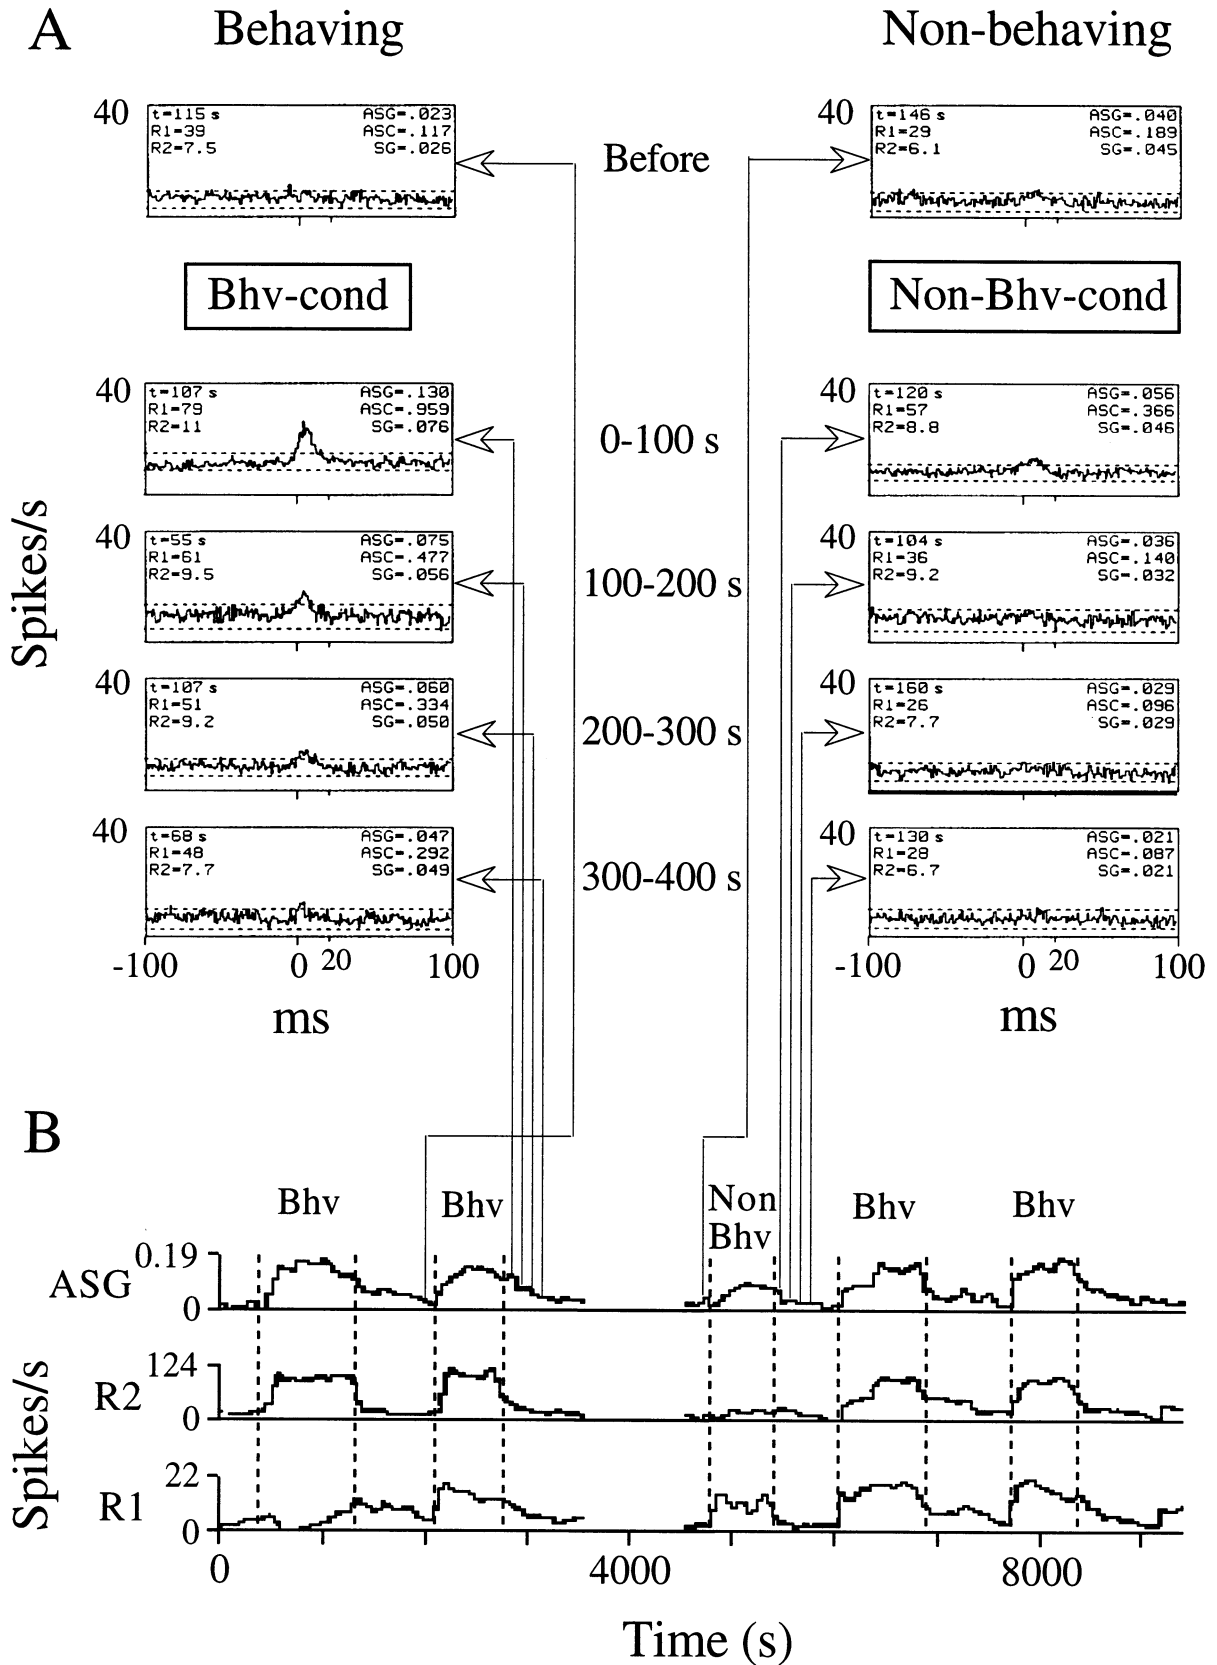 A
Behaving
Non-behaving
40
t=115 s ASG=.023
R1=39 ASC=.117
R2=7.5 SG=.026
Before
40
t=146 s ASG=.040
R1=29 ASC=.189
R2=6.1 SG=.045
Bhv-cond
Non-Bhv-cond
Spikes/s
40
t=107 s ASG=.130
R1=79 ASC=.959
R2=11 SG=.076
0-100 s
40
t=120 s ASG=.056
R1=57 ASC=.366
R2=8.8 SG=.046
40
t=55 s ASG=.075
R1=61 ASC=.477
R2=9.5 SG=.056
100-200 s
40
t=104 s ASG=.036
R1=36 ASC=.140
R2=9.2 SG=.032
40
t=107 s ASG=.060
R1=51 ASC=.334
R2=9.2 SG=.050
200-300 s
40
t=160 s ASG=.029
R1=26 ASC=.096
R2=7.7 SG=.029
40
t=68 s ASG=.047
R1=48 ASC=.292
R2=7.7 SG=.049
300-400 s
40
t=130 s ASG=.021
R1=28 ASC=.087
R2=6.7 SG=.021
-100 0 20 100
ms
-100 0 20 100
ms
B
Bhv
Bhv
Non
Bhv
Bhv
Bhv
0.19
ASG
0
Spikes/s
124
R2
0
22
R1
0
0 4000 8000
Time (s)